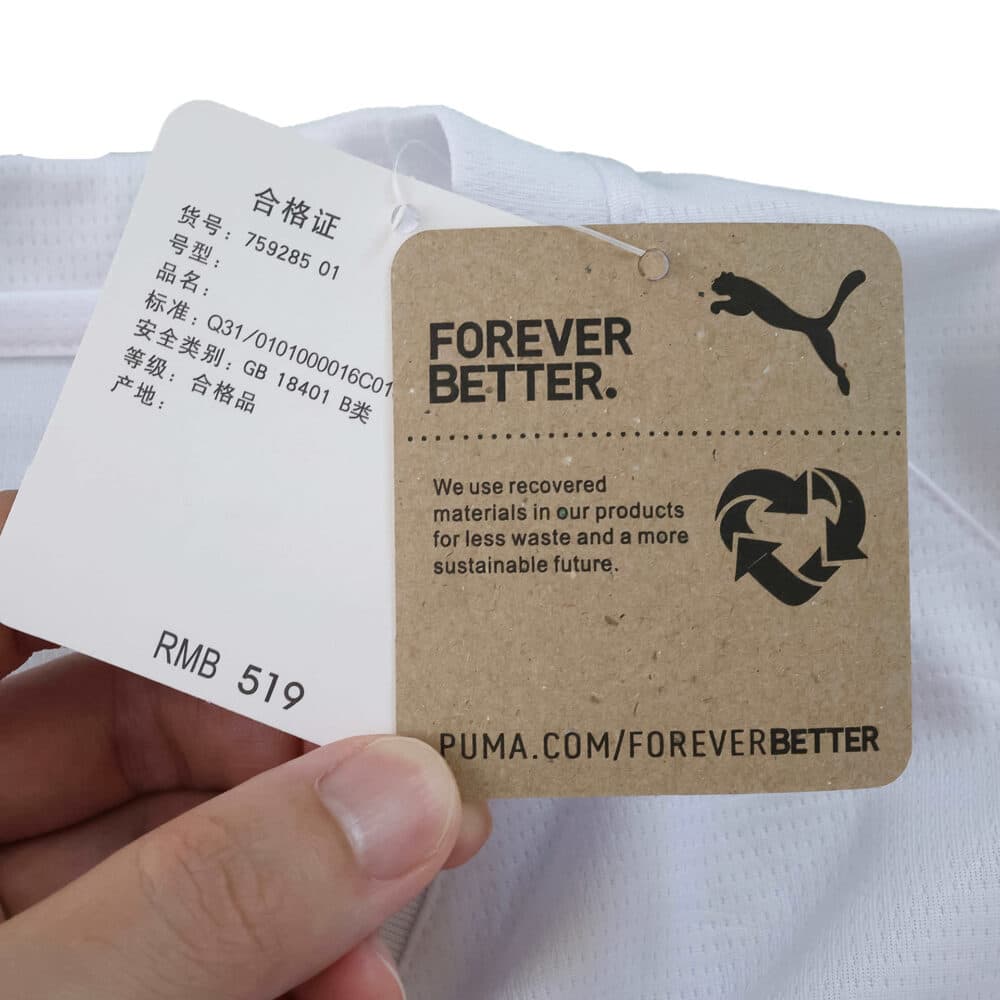 合格证
货号: 759285 01
号型:
品名:
标准: Q31/0101000016C01
安全类别: GB 18401 B类
等级: 合格品
产地:
RMB 519
FOREVER
BETTER.
We use recovered
materials in our products
for less waste and a more
sustainable future.
PUMA.COM/FOREVERBETTER